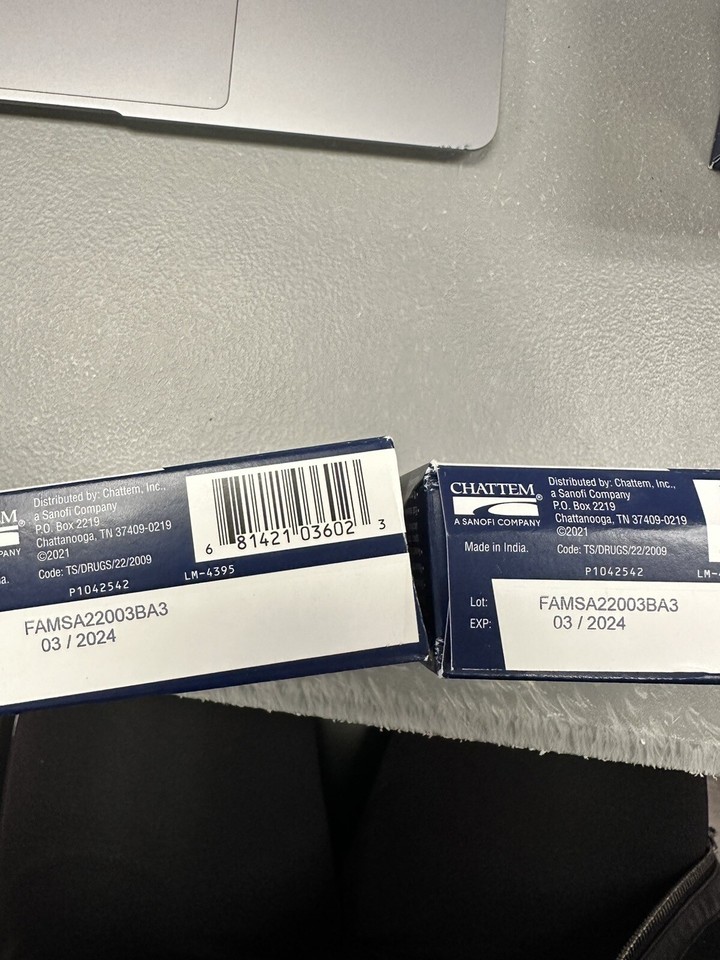 M®
PANY
a.
Distributed by: Chattem, Inc.,
a Sanofi Company
P.O. Box 2219
Chattanooga, TN 37409-0219
©2021
Code: TS/DRUGS/22/2009
P1042542
LM-4395
6 81421 03602 3
FAMSA22003BA3
03 / 2024
CHATTEM®
A SANOFI COMPANY
Made in India.
Distributed by: Chattem, Inc.,
a Sanofi Company
P.O. Box 2219
Chattanooga, TN 37409-0219
©2021
Code: TS/DRUGS/22/2009
P1042542
LM-4
Lot: FAMSA22003BA3
EXP: 03 / 2024